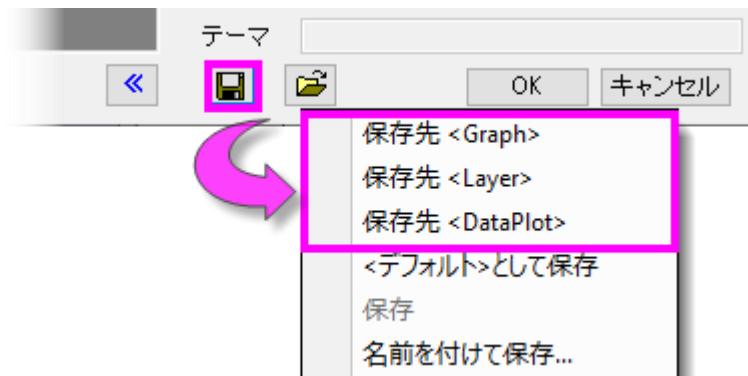 テーマ
«
OK キャンセル
保存先 <Graph>
保存先 <Layer>
保存先 <DataPlot>
<デフォルト>として保存
保存
名前を付けて保存...